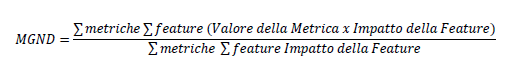 MGND = ∑ metriche ∑ feature (Valore della Metrica x Impatto della Feature)
∑ metriche ∑ feature Impatto della Feature